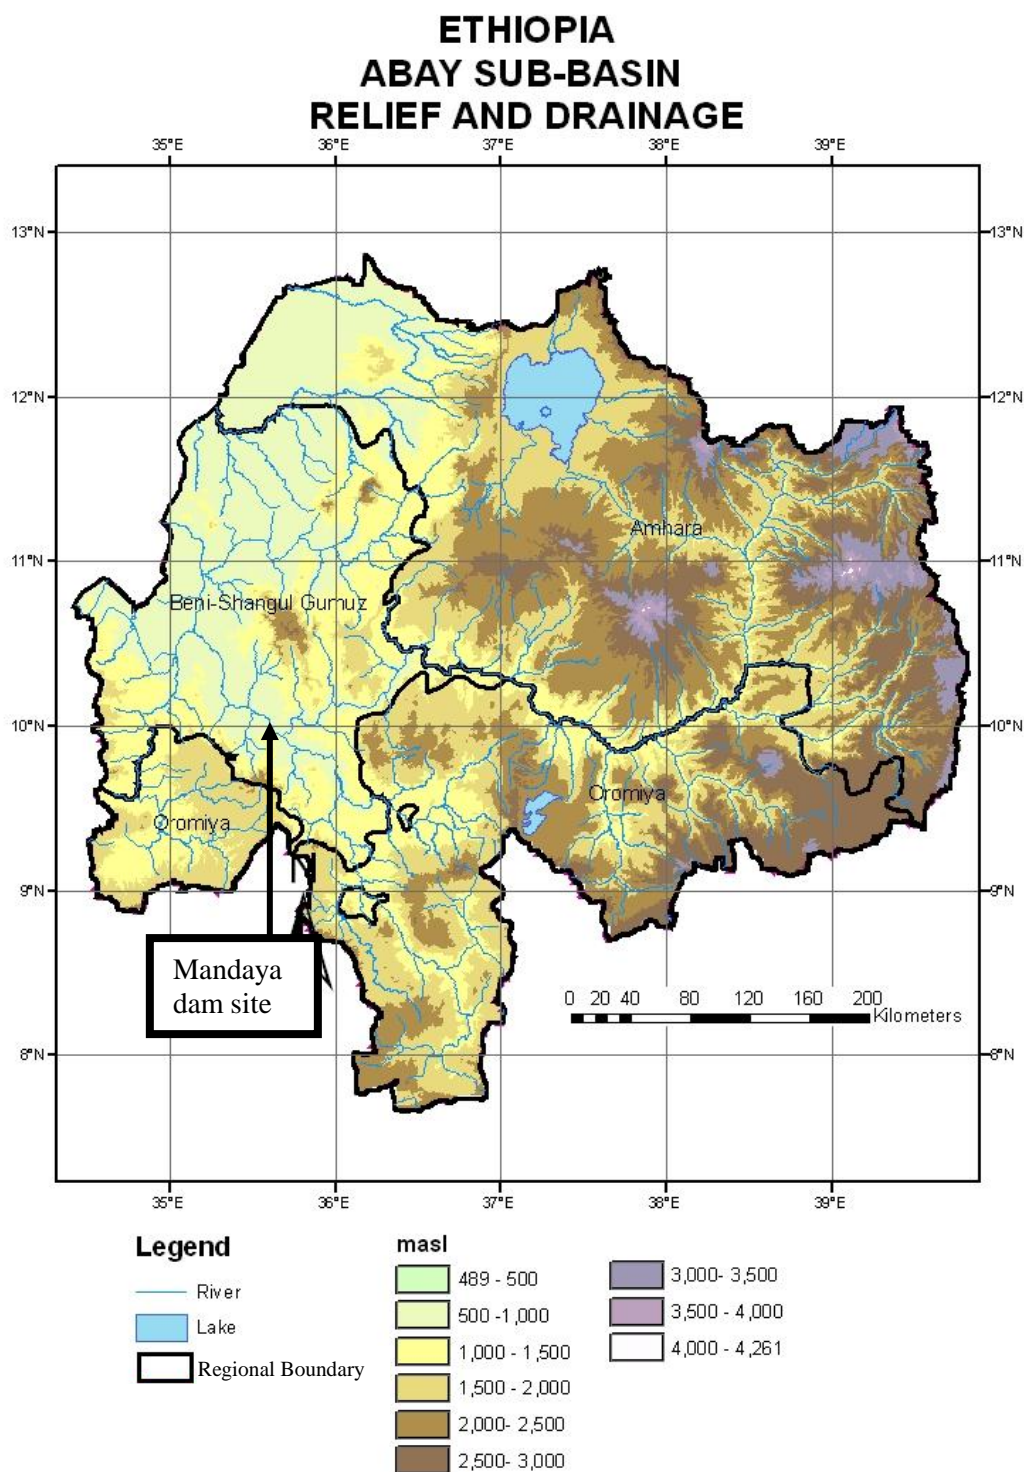 ETHIOPIA
ABAY SUB-BASIN
RELIEF AND DRAINAGE
35°E 36°E 37°E 38°E 39°E
13°N 13°N
12°N 12°N
Amhara
11°N 11°N
Beni-Shangul Gumuz
10°N 10°N
Oromiya
Oromiya
N
9°N 9°N
Mandaya
dam site
0 20 40 80 120 160 200
Kilometers
8°N 8°N
35°E 36°E 37°E 38°E 39°E
Legend
River
Lake
Regional Boundary
masl
489 - 500
500 -1,000
1,000 - 1,500
1,500 - 2,000
2,000- 2,500
2,500- 3,000
3,000- 3,500
3,500 - 4,000
4,000 - 4,261